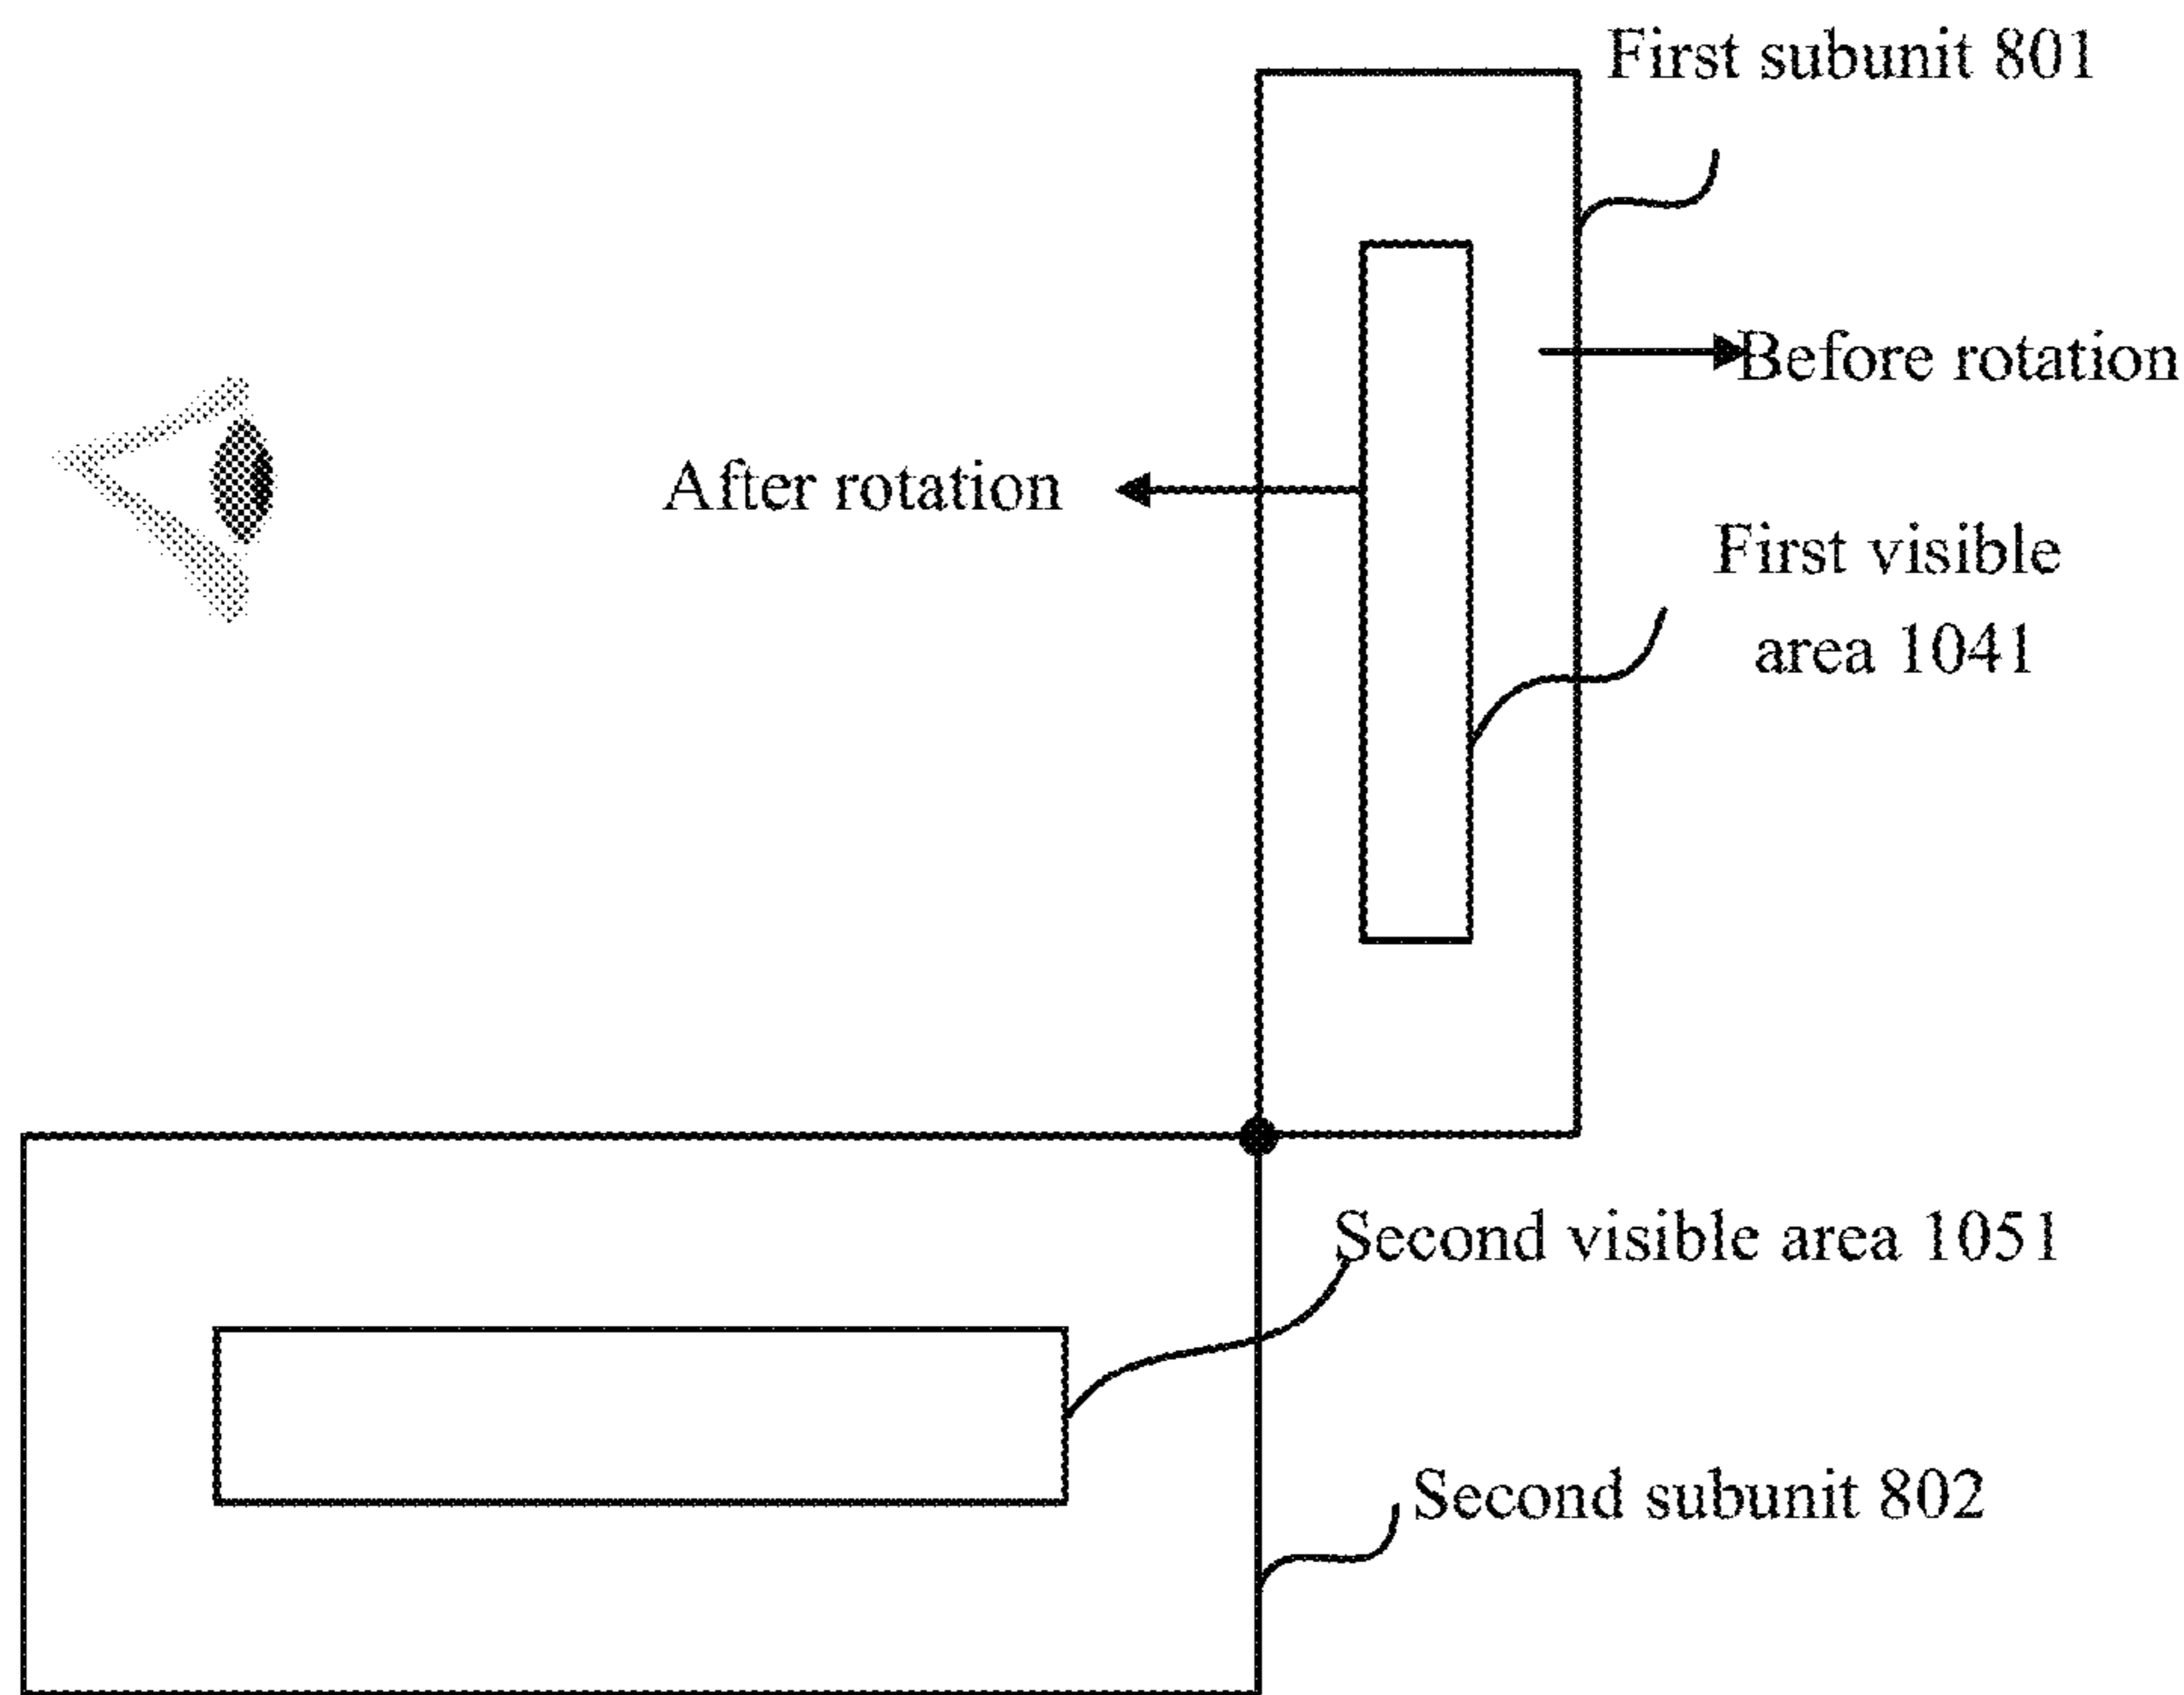 First subunit 801
Before rotation
After rotation
First visible
area 1041
Second visible area 1051
Second subunit 802